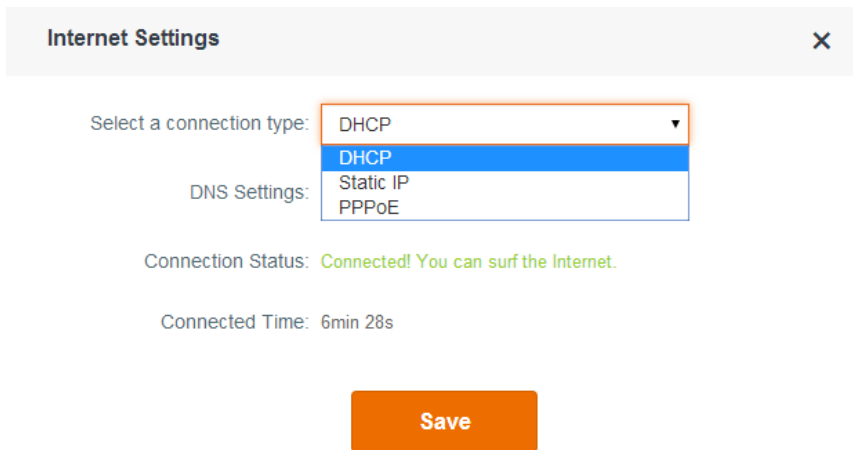 Internet Settings
Select a connection type: DHCP
DHCP
Static IP
DNS Settings:
PPPoE
Connection Status: Connected! You can surf the Internet.
Connected Time: 6min 28s
Save